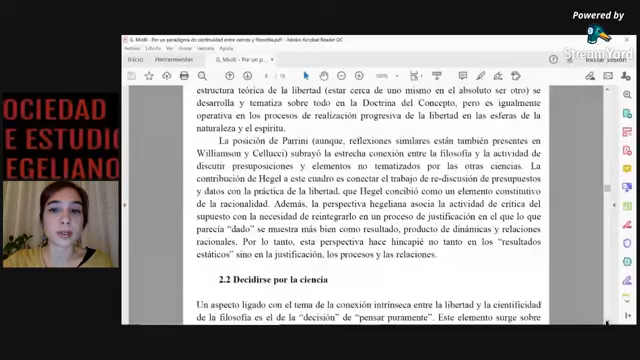 Powered by
StreamYard
OCIEDAD
E ESTUDIO
EGELIANO
G. Miolli - Por un paradigma de continuidad entre ciencia y filosofía.pdf - Adobe Acrobat Reader DC
Archivo Edición Ver Ventana Ayuda
Inicio
Herramientas
G. Miolli - Por un p...
Iniciar sesión
100%
estructura teórica de la libertad (estar cerca de uno mismo en el absoluto ser otro) se
desarrolla y tematiza sobre todo en la Doctrina del Concepto, pero es igualmente
operativa en los procesos de realización progresiva de la libertad en las esferas de la
naturaleza y el espíritu.
La posición de Parrini (aunque, reflexiones similares están también presentes en
Williamson y Cellucci) subrayó la estrecha conexión entre la filosofía y la actividad de
discutir presuposiciones y elementos no tematizados por las otras ciencias. La
contribución de Hegel a este cuadro es conectar el trabajo de re-discusión de presupuestos
y datos con la práctica de la libertad, que Hegel concibió como un elemento constitutivo
de la racionalidad. Además, la perspectiva hegeliana asocia la actividad de crítica del
supuesto con la necesidad de reintegrarlo en un proceso de justificación en el que lo que
parecía “dado” se muestra más bien como resultado, producto de dinámicas y relaciones
racionales. Por lo tanto, esta perspectiva hace hincapié no tanto en los “resultados
estáticos” sino en la justificación, los procesos y las relaciones.
2.2 Decidirse por la ciencia
Un aspecto ligado con el tema de la conexión intrínseca entre la libertad y la cientificidad
de la filosofía es el de la “decisión” de “pensar puramente”. Este elemento surge sobre